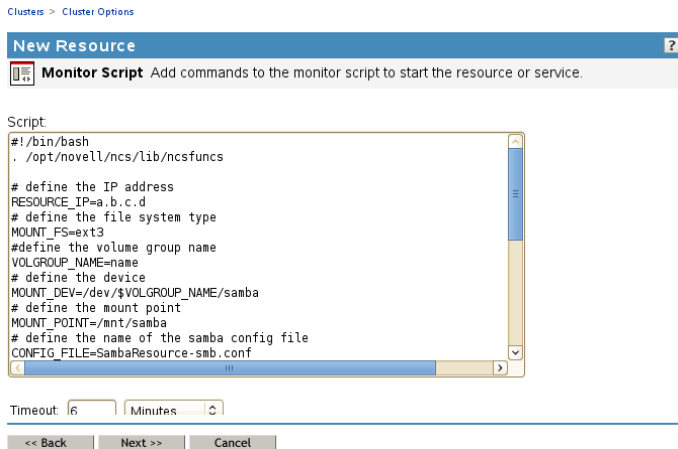 Clusters > Cluster Options
New Resource ?
Monitor Script Add commands to the monitor script to start the resource or service.
Script:
#!/bin/bash
. /opt/novell/ncs/lib/ncsfuncs
# define the IP address
RESOURCE_IP=a.b.c.d
# define the file system type
MOUNT_FS=ext3
#define the volume group name
VOLGROUP_NAME=name
# define the device
MOUNT_DEV=/dev/$VOLGROUP_NAME/samba
# define the mount point
MOUNT_POINT=/mnt/samba
# define the name of the samba config file
CONFIG_FILE=SambaResource-smb.conf
Timeout: 6 Minutes
<< Back Next >> Cancel